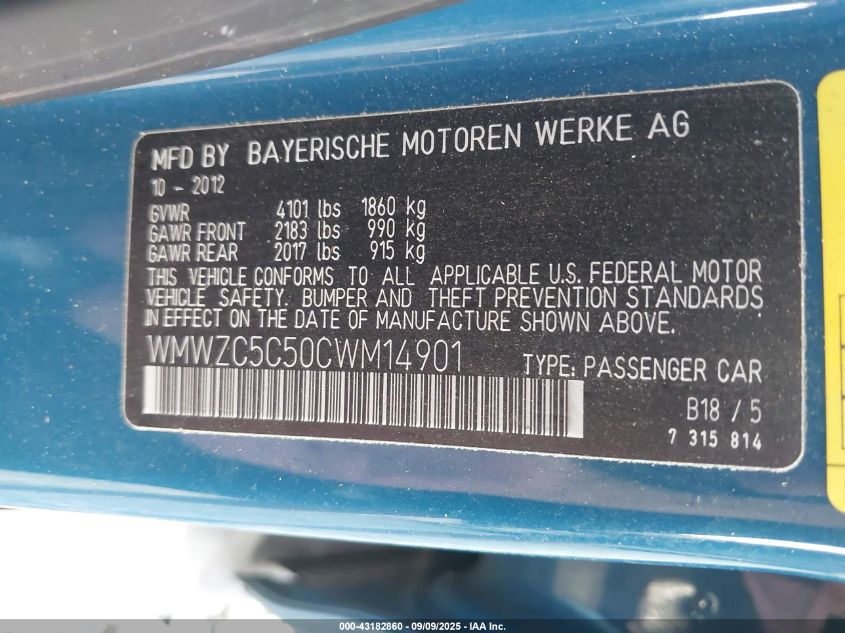 MFD BY BAYERISCHE MOTOREN WERKE AG
10 - 2012
GVWR 4101 lbs 1860 kg
GAWR FRONT 2183 lbs 990 kg
GAWR REAR 2017 lbs 915 kg
THIS VEHICLE CONFORMS TO ALL APPLICABLE U.S. FEDERAL MOTOR
VEHICLE SAFETY. BUMPER AND THEFT PREVENTION STANDARDS
IN EFFECT ON THE DATE OF MANUFACTURE SHOWN ABOVE.
WMWZC5C50CWM14901 TYPE: PASSENGER CAR
B18 / 5
7 315 814
000-43182860 - 09/09/2025 - IAA Inc.